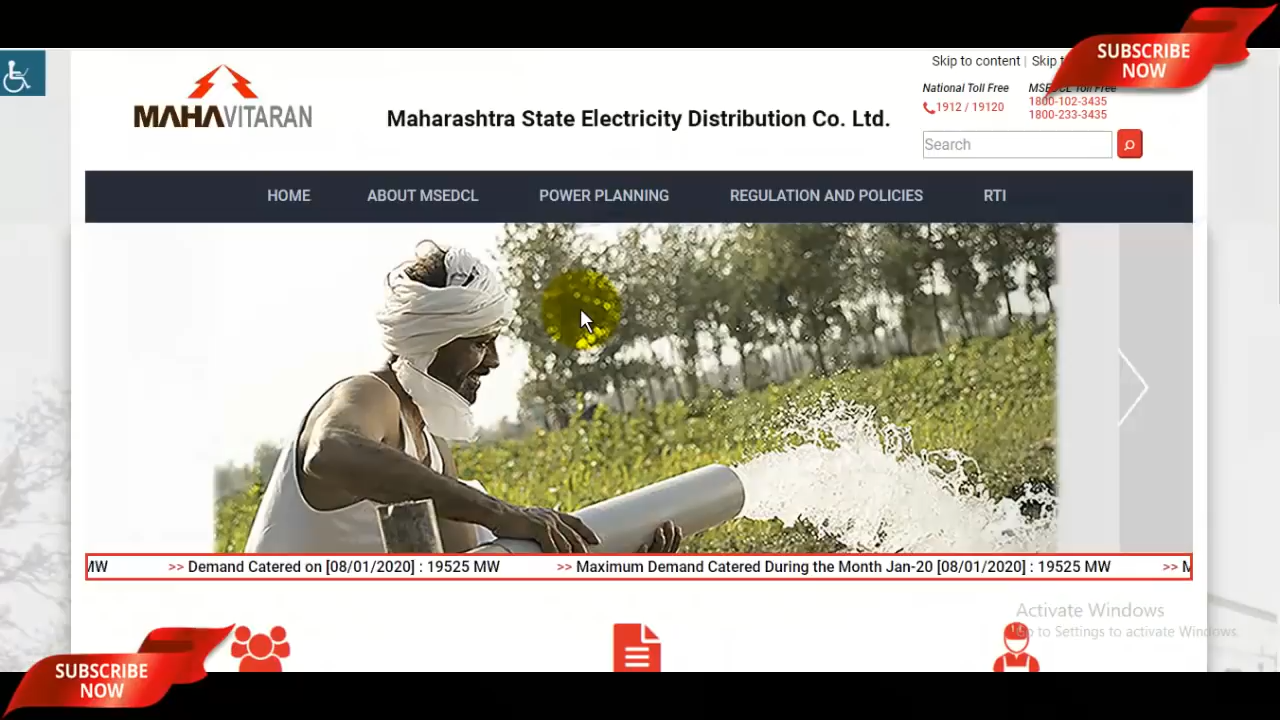 SUBSCRIBE
NOW
Skip to content | Skip
National Toll Free
1912 / 19120
MSEDCL Toll Free
1800-102-3435
1800-233-3435
MAHAVITARAN
Maharashtra State Electricity Distribution Co. Ltd.
Search
HOME ABOUT MSEDCL POWER PLANNING REGULATION AND POLICIES RTI
MW >> Demand Catered on [08/01/2020] : 19525 MW >> Maximum Demand Catered During the Month Jan-20 [08/01/2020] : 19525 MW >>
Activate Windows
Go to Settings to activate Windows.
SUBSCRIBE
NOW